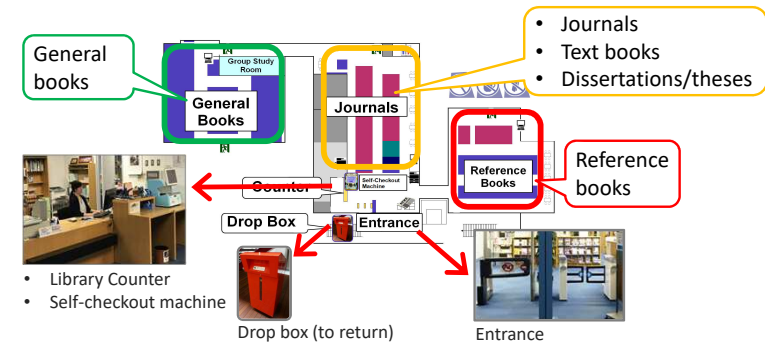 General
books
Group Study
Room
General
Books
Journals
• Journals
• Text books
• Dissertations/theses
Self-Checkout
Machine
Counter
Reference
Books
Reference
books
Drop Box
Entrance
• Library Counter
• Self-checkout machine
Drop box (to return)
Entrance